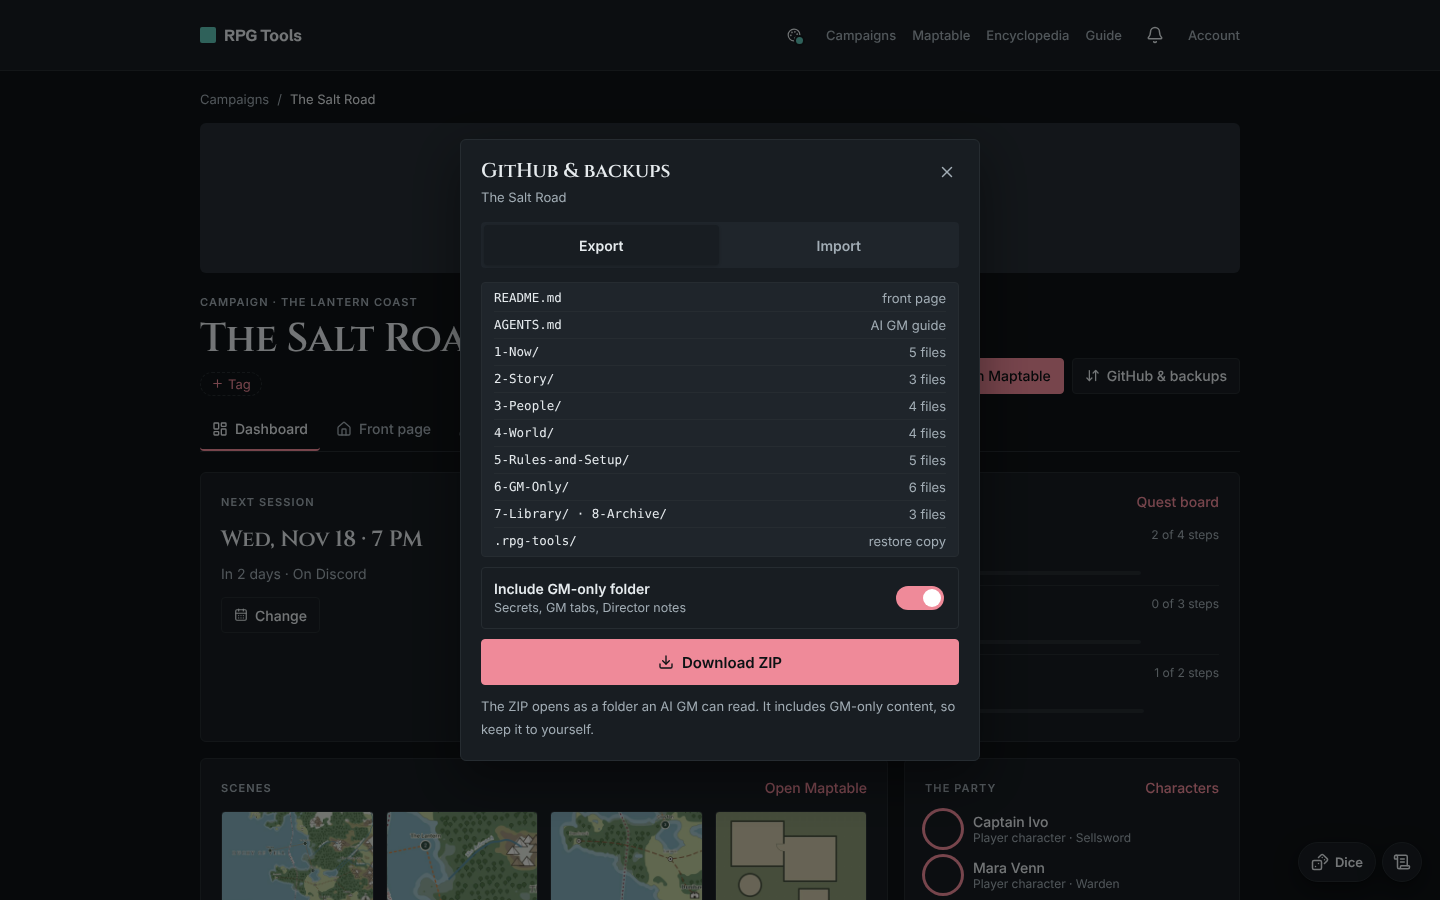 RPG Tools
Campaigns
Maptable
Encyclopedia
Guide
Account
Campaigns / The Salt Road
CAMPAIGN · THE LANTERN COAST
The Salt Roa
+ Tag
Maptable
GitHub & backups
Dashboard
Front page
NEXT SESSION
Wed, Nov 18 · 7 PM
In 2 days · On Discord
Change
Quest board
2 of 4 steps
0 of 3 steps
1 of 2 steps
GitHub & backups
The Salt Road
Export
Import
README.md front page
AGENTS.md AI GM guide
1-Now/ 5 files
2-Story/ 3 files
3-People/ 4 files
4-World/ 4 files
5-Rules-and-Setup/ 5 files
6-GM-Only/ 6 files
7-Library/ · 8-Archive/ 3 files
.rpg-tools/ restore copy
Include GM-only folder
Secrets, GM tabs, Director notes
Download ZIP
The ZIP opens as a folder an AI GM can read. It includes GM-only content, so
keep it to yourself.
SCENES
Open Maptable
THE PARTY
Characters
Captain Ivo
Player character · Sellsword
Mara Venn
Player character · Warden
Dice